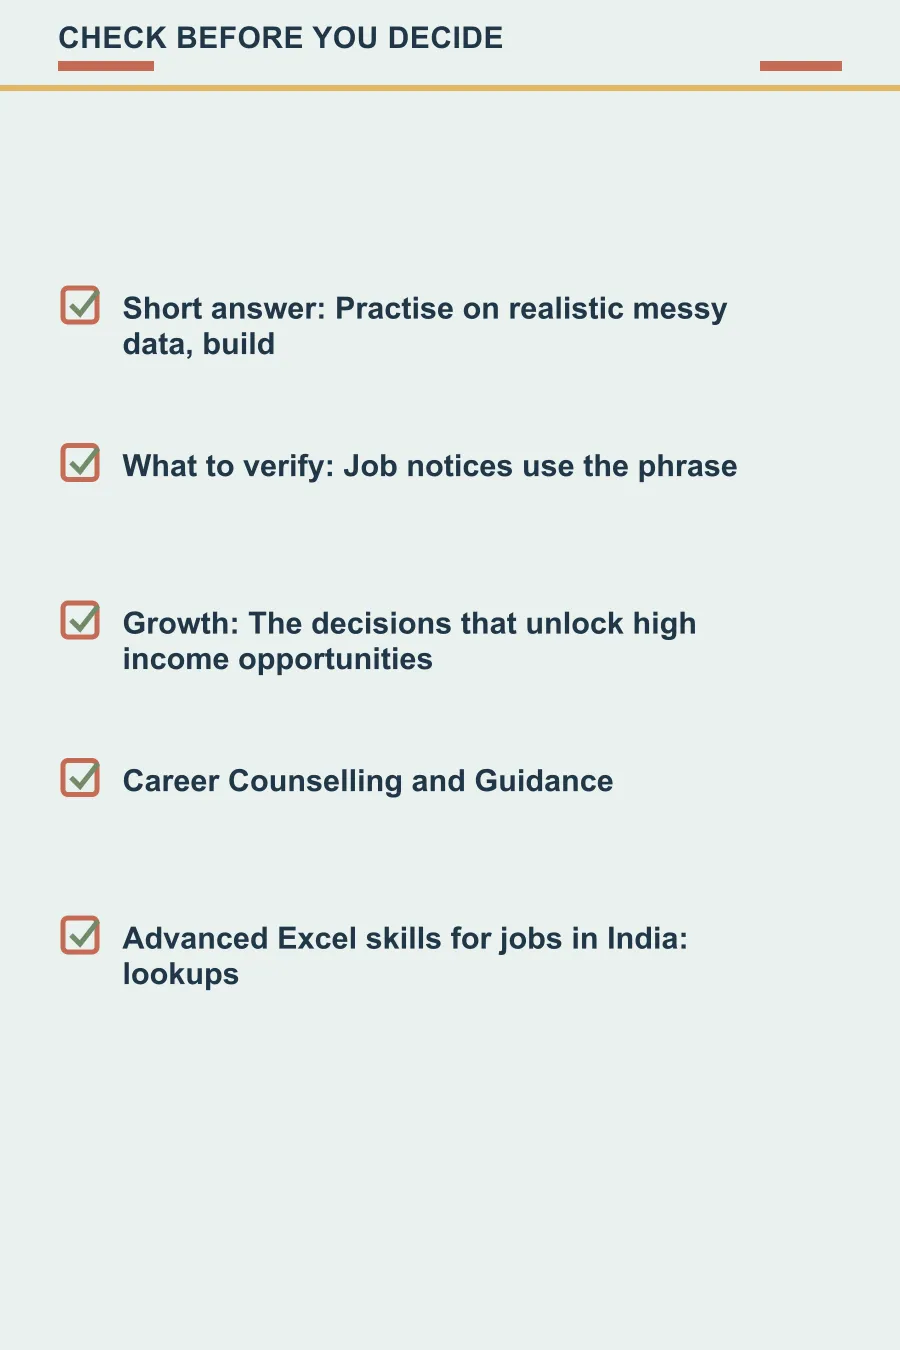 CHECK BEFORE YOU DECIDE
Short answer: Practise on realistic messy
data, build
What to verify: Job notices use the phrase
Growth: The decisions that unlock high
income opportunities
Career Counselling and Guidance
Advanced Excel skills for jobs in India:
lookups